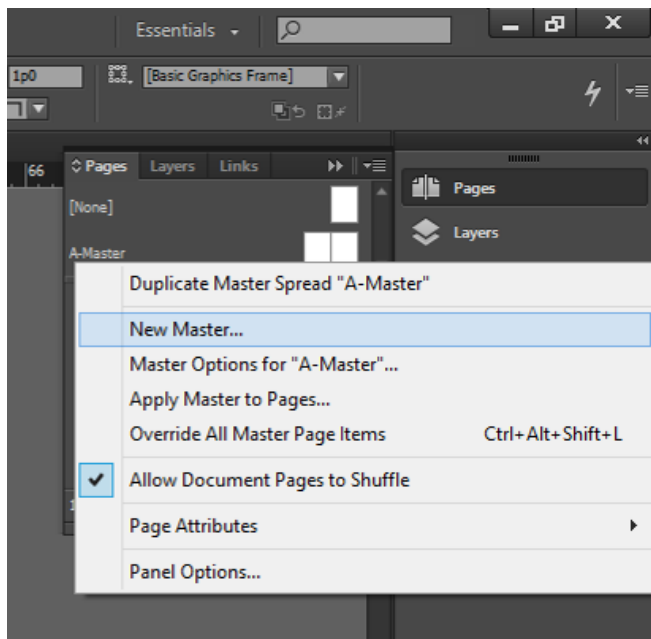 Essentials
1p0
[Basic Graphics Frame]
66
Pages Layers Links
[None]
A-Master
Pages
Layers
Duplicate Master Spread "A-Master"
New Master...
Master Options for "A-Master"...
Apply Master to Pages...
Override All Master Page Items Ctrl+Alt+Shift+L
Allow Document Pages to Shuffle
Page Attributes
Panel Options...